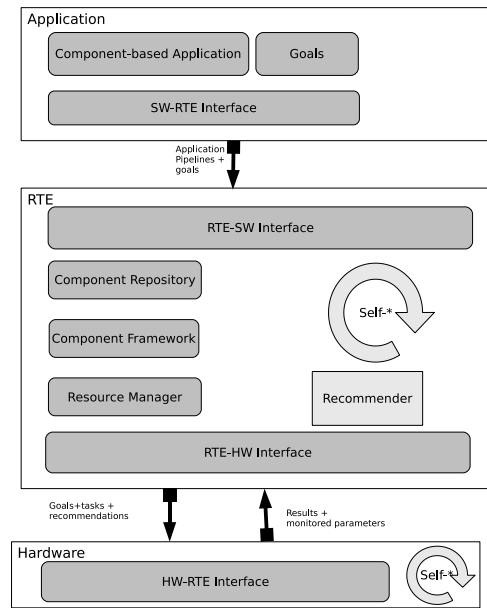 Application
Component-based Application
Goals
SW-RTE Interface
Application
Pipelines +
goals
RTE
RTE-SW Interface
Component Repository
Self-*
Component Framework
Resource Manager
Recommender
RTE-HW Interface
Goals+tasks +
recommendations
Results +
monitored parameters
Hardware
HW-RTE Interface
Self-*